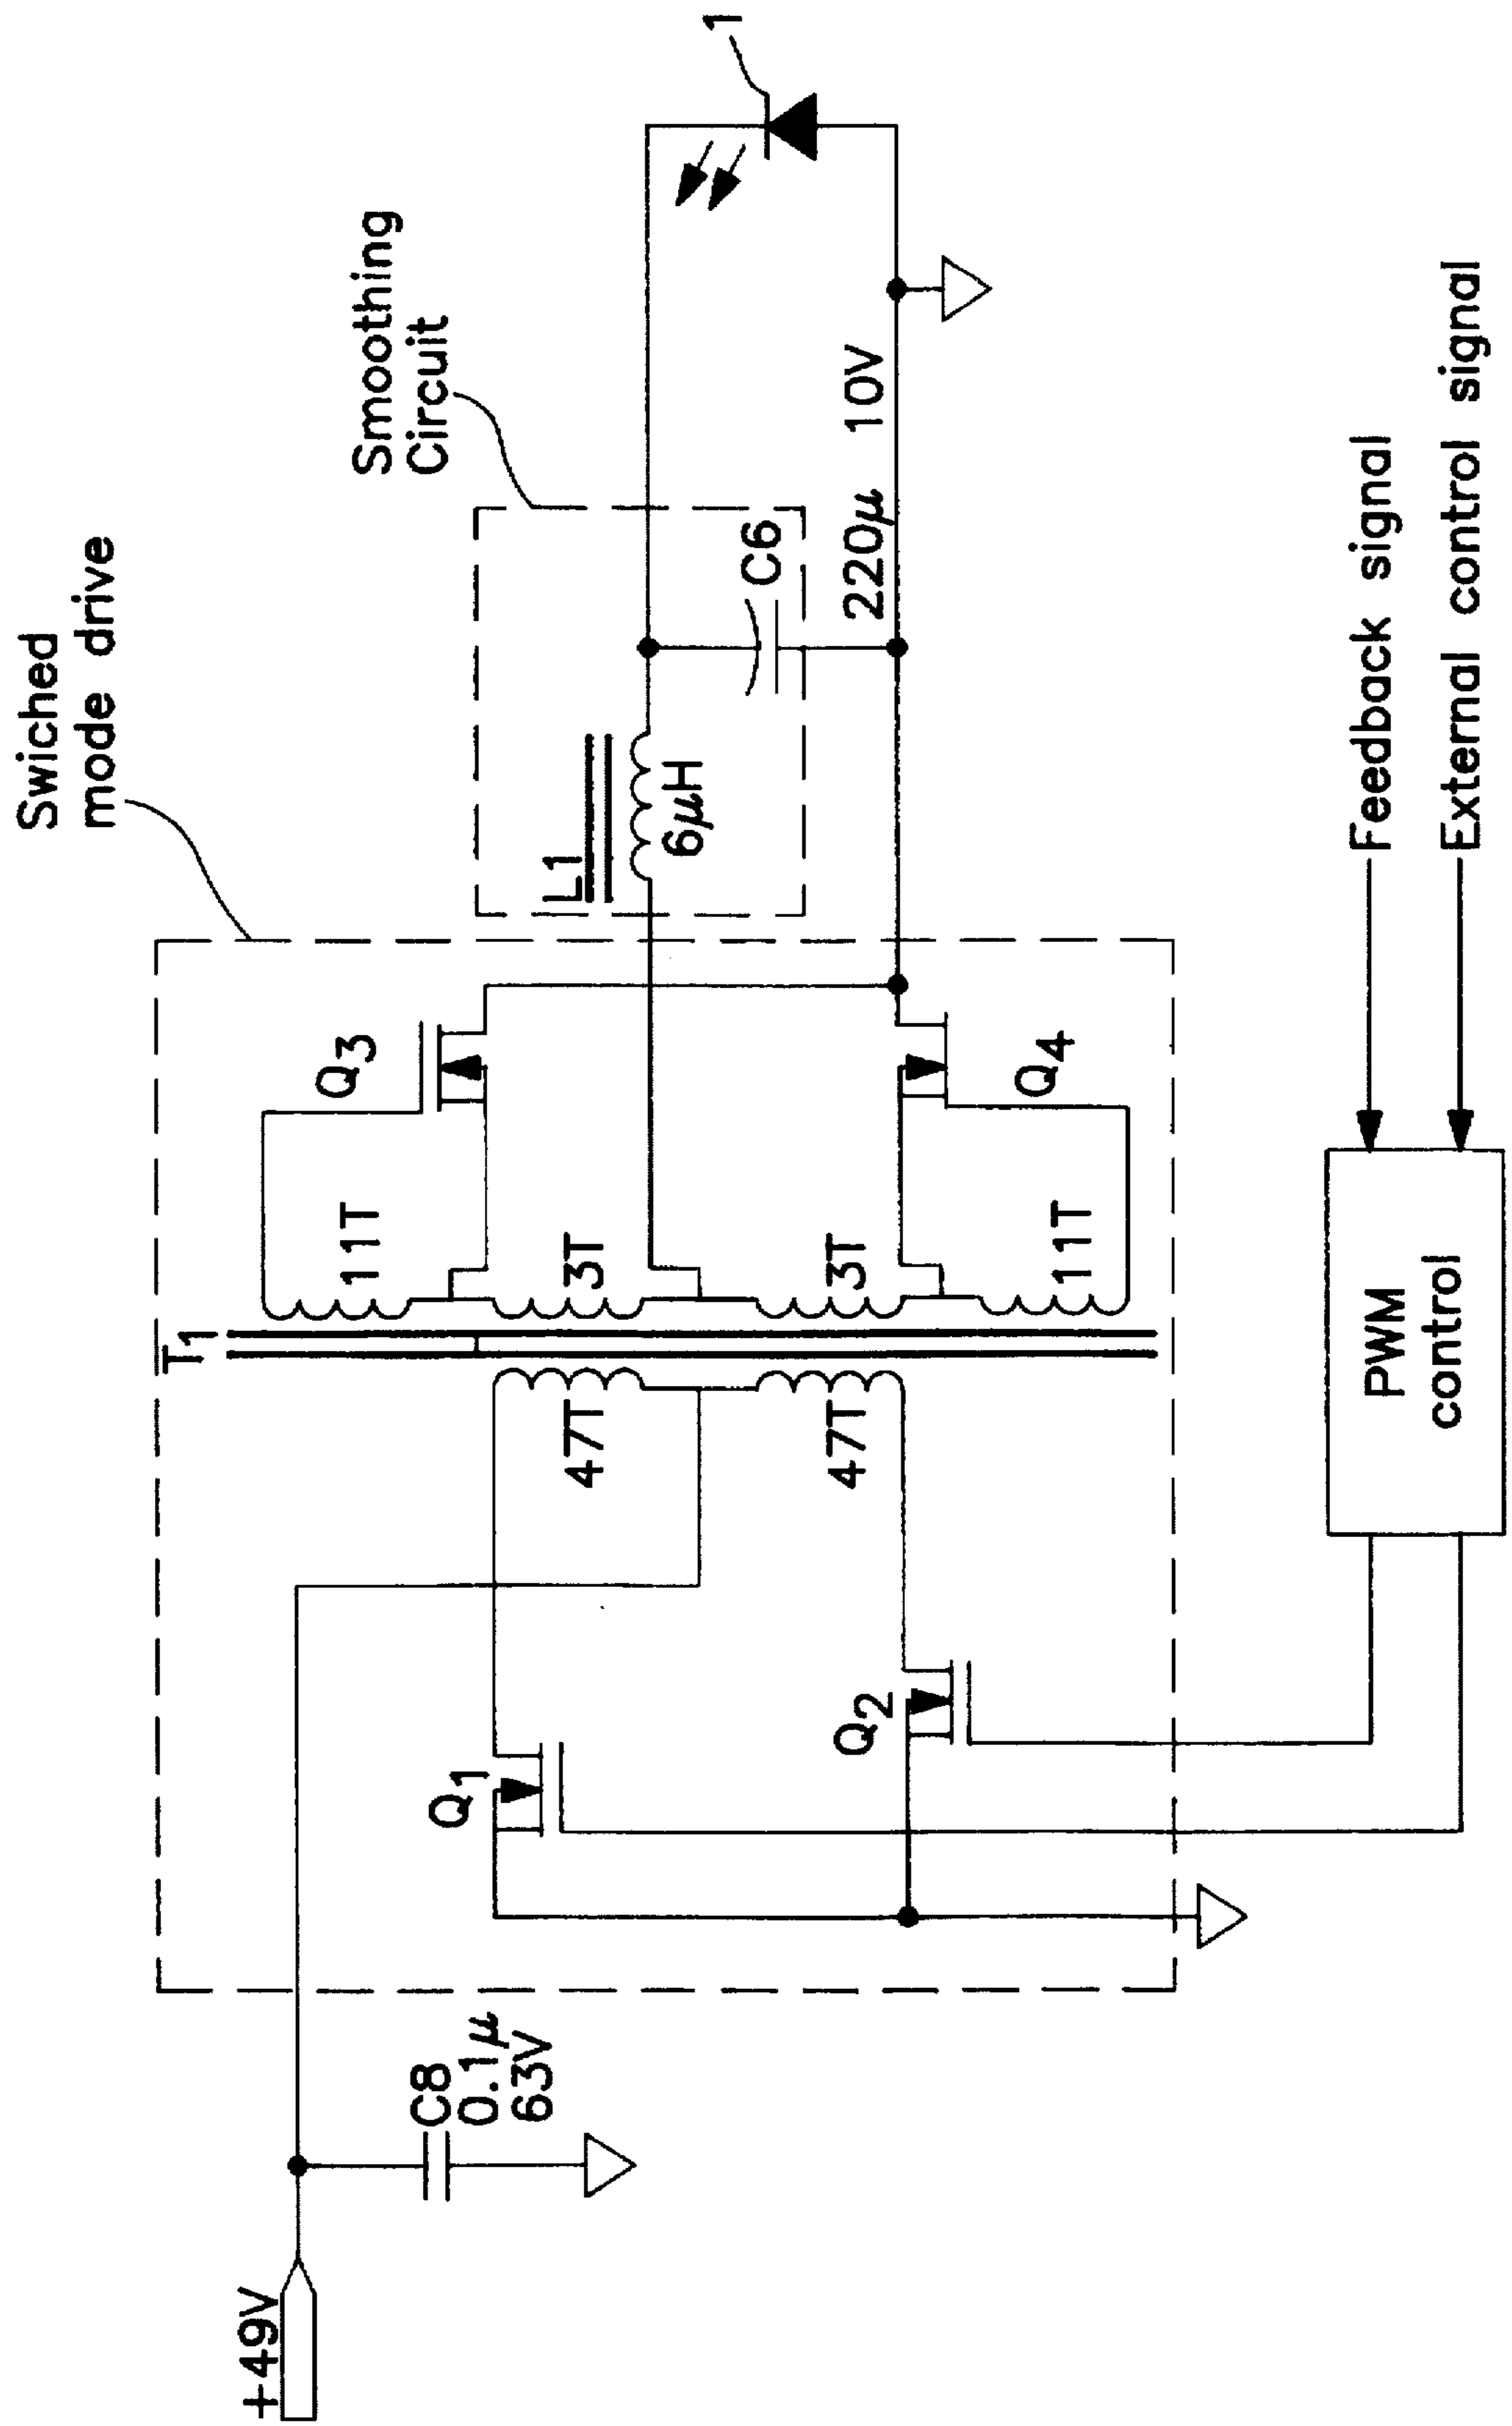 Swiched
mode drive
Smoothing
Circuit
1
+49V
C8
0.1μ
63V
T1
Q1
Q2
47T
47T
11T
3T
3T
11T
Q3
Q4
L1
6μH
C6
220μ 10V
PWM
control
Feedback signal
External control signal